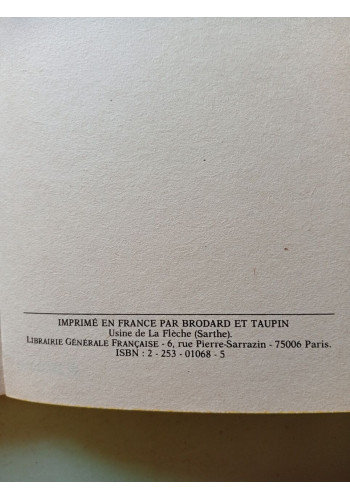 IMPRIMÉ EN FRANCE PAR BRODARD ET TAUPIN
Usine de La Flèche (Sarthe).
LIBRAIRIE GÉNÉRALE FRANÇAISE - 6, rue Pierre-Sarrazin - 75006 Paris.
ISBN : 2 - 253 - 01068 - 5